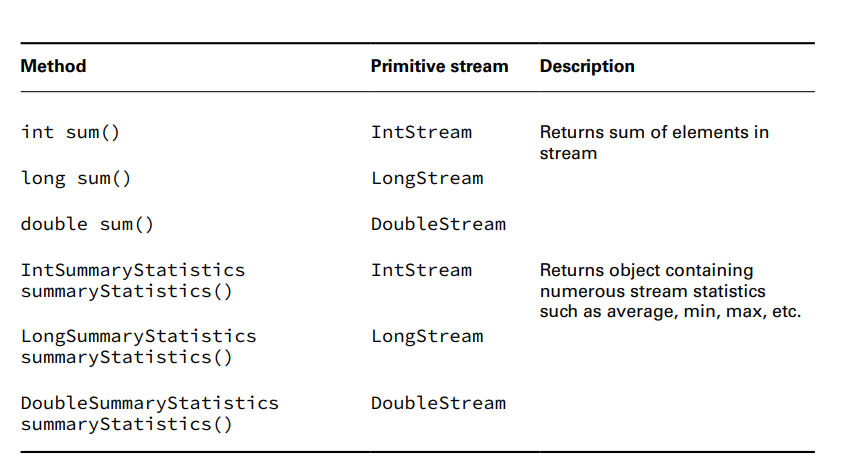 Method Primitive stream Description
int sum() IntStream Returns sum of elements in
stream
long sum() LongStream
double sum() DoubleStream
IntSummaryStatistics IntStream Returns object containing
summaryStatistics() numerous stream statistics
such as average, min, max, etc.
LongSummaryStatistics LongStream
summaryStatistics()
DoubleSummaryStatistics DoubleStream
summaryStatistics()